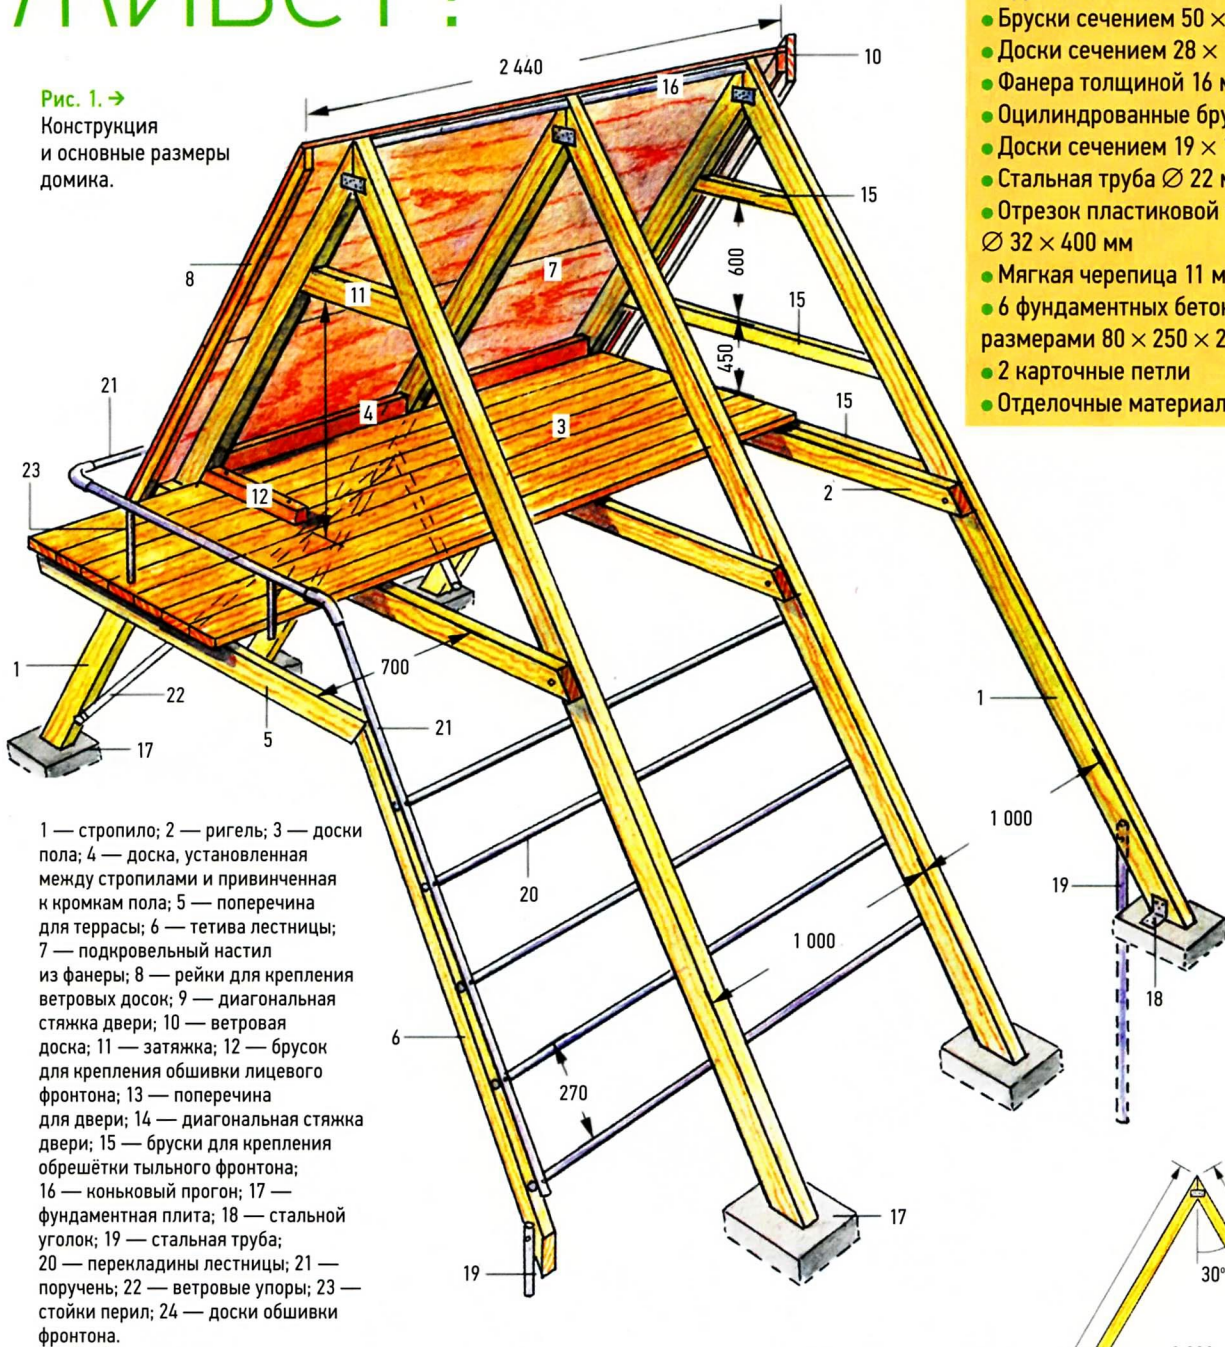 Рис. 1. →
Конструкция
и основные размеры
домика.
● Бруски сечением 50 ×
● Доски сечением 28 ×
● Фанера толщиной 16
● Оцилиндрованные
● Доски сечением 19 ×
● Стальная труба ∅ 22
● Отрезок пластиковой
∅ 32 × 400 мм
● Мягкая черепица 11
● 6 фундаментных
размерами 80 × 250 ×
● 2 карточные петли
● Отделочные
2 440
10
16
15
8
11
7
600
15
450
21
4
3
15
23
12
2
1
700
22
5
21
17
1
1 000
20
19
1 000
18
6
270
17
19
30°
1 — стропило; 2 — ригель; 3 — доски
пола; 4 — доска, установленная
между стропилами и привинченная
к кромкам пола; 5 — поперечина
для террасы; 6 — тетива лестницы;
7 — подкровельный настил
из фанеры; 8 — рейки для крепления
ветровых досок; 9 — диагональная
стяжка двери; 10 — ветровая
доска; 11 — затяжка; 12 — брусок
для крепления обшивки лицевого
фронтона; 13 — поперечина
для двери; 14 — диагональная стяжка
двери; 15 — бруски для крепления
обрешётки тыльного фронтона;
16 — коньковый прогон; 17 —
фундаментная плита; 18 — стальной
уголок; 19 — стальная труба;
20 — перекладины лестницы; 21 —
поручень; 22 — ветровые упоры; 23 —
стойки перил; 24 — доски обшивки
фронтона.